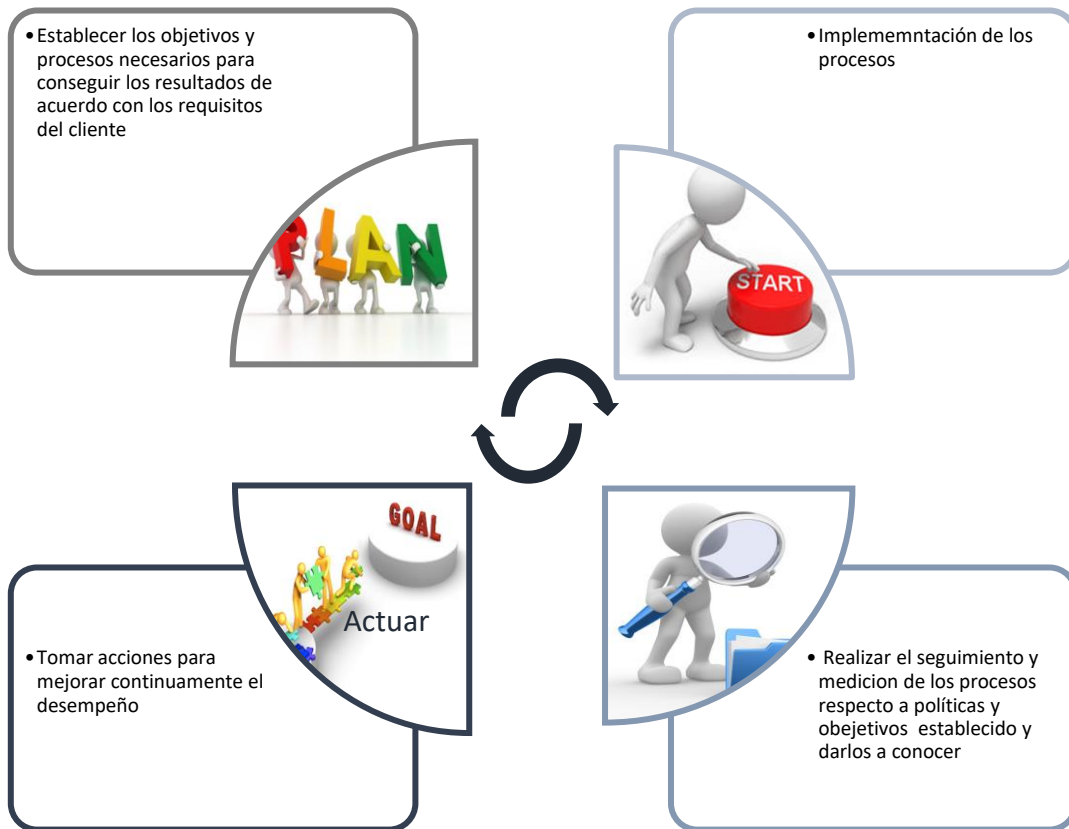 •Establecer los objetivos y
procesos necesarios para
conseguir los resultados de
acuerdo con los requisitos
del cliente
PLAN
•Implememntación de los
procesos
START
GOAL
Actuar
•Tomar acciones para
mejorar continuamente el
desempeño
• Realizar el seguimiento y
medicion de los procesos
respecto a políticas y
obejetivos establecido y
darlos a conocer